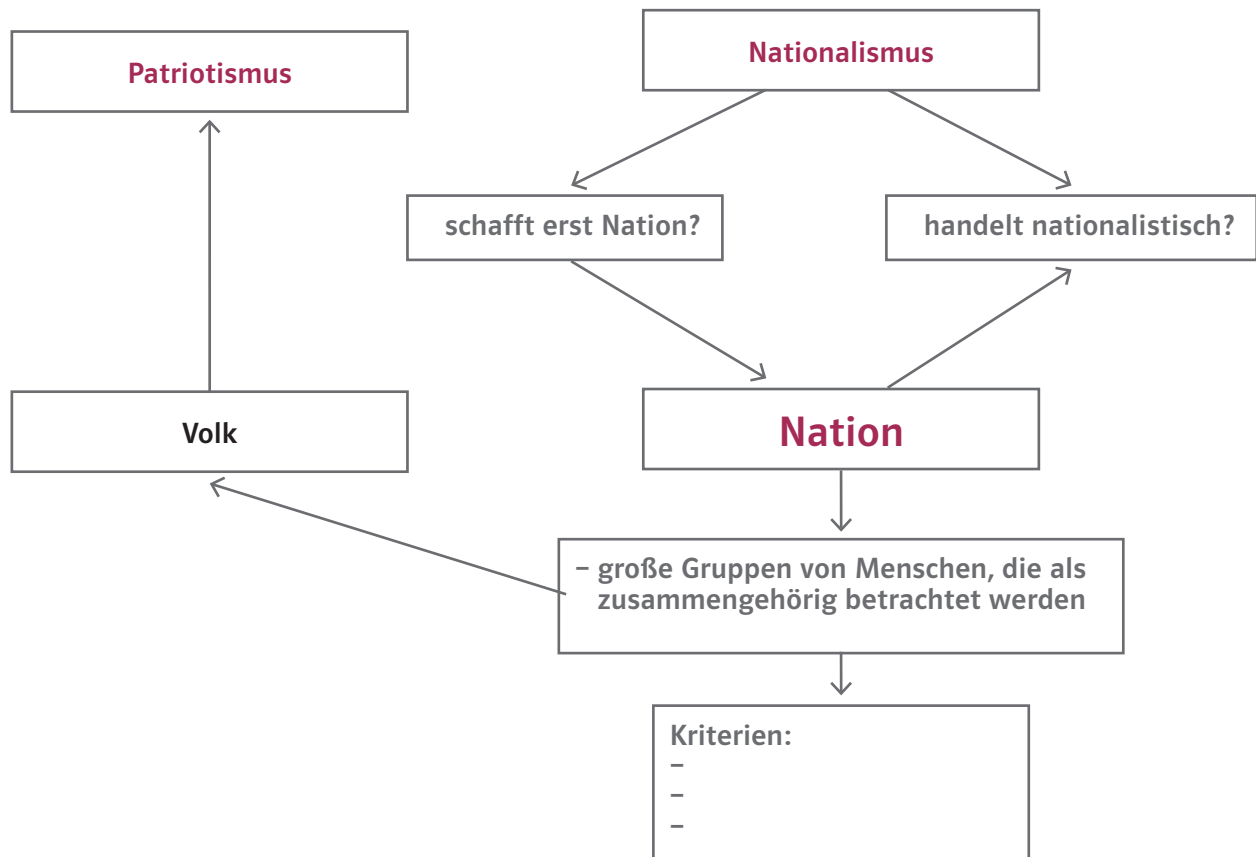 Patriotismus
Nationalismus
schafft erst Nation?
handelt nationalistisch?
Volk
Nation
– große Gruppen von Menschen, die als
zusammengehörig betrachtet werden
Kriterien:
–
–
–